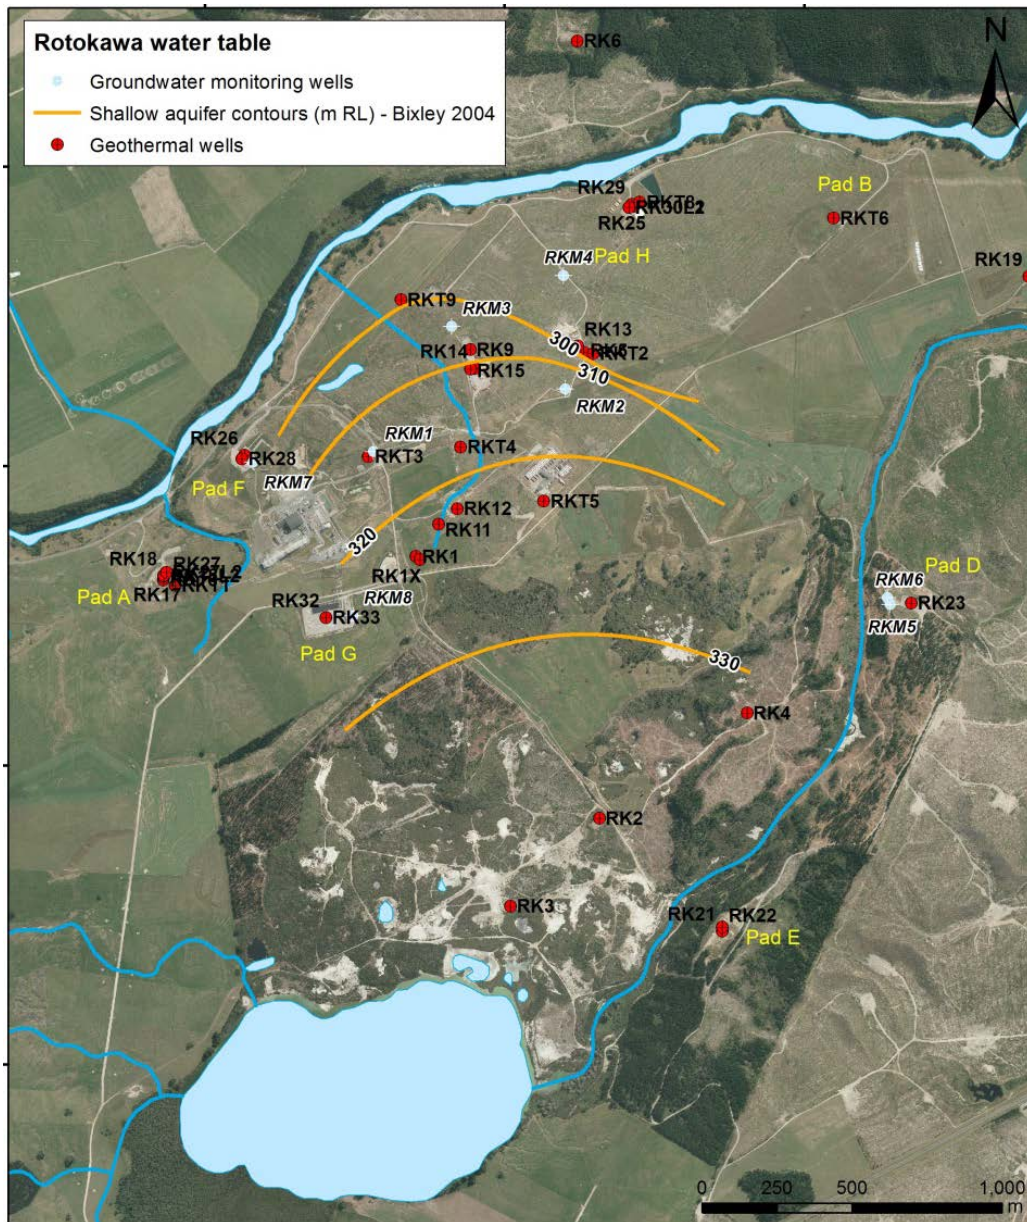 Rotokawa water table
Groundwater monitoring wells
Shallow aquifer contours (m RL) - Bixley 2004
Geothermal wells
N
RK6
RK29
RK25
Pad H
Pad B
RKT6
RK19
RKM4
RKT9
RKM3
RK13
300
RKT2
RK14
RK9
RK15
310
RKM2
RK26
RK28
RKM1
RKT3
RKT4
RKM7
Pad F
RKT5
RK12
RK11
320
RK1
RK1X
RK18
RK27
RK17
Pad A
RK32
RKM8
RK33
Pad G
Pad D
RKM6
RK23
RKM5
330
RK4
RK2
RK3
RK21
RK22
Pad E
0 250 500 1,000
m